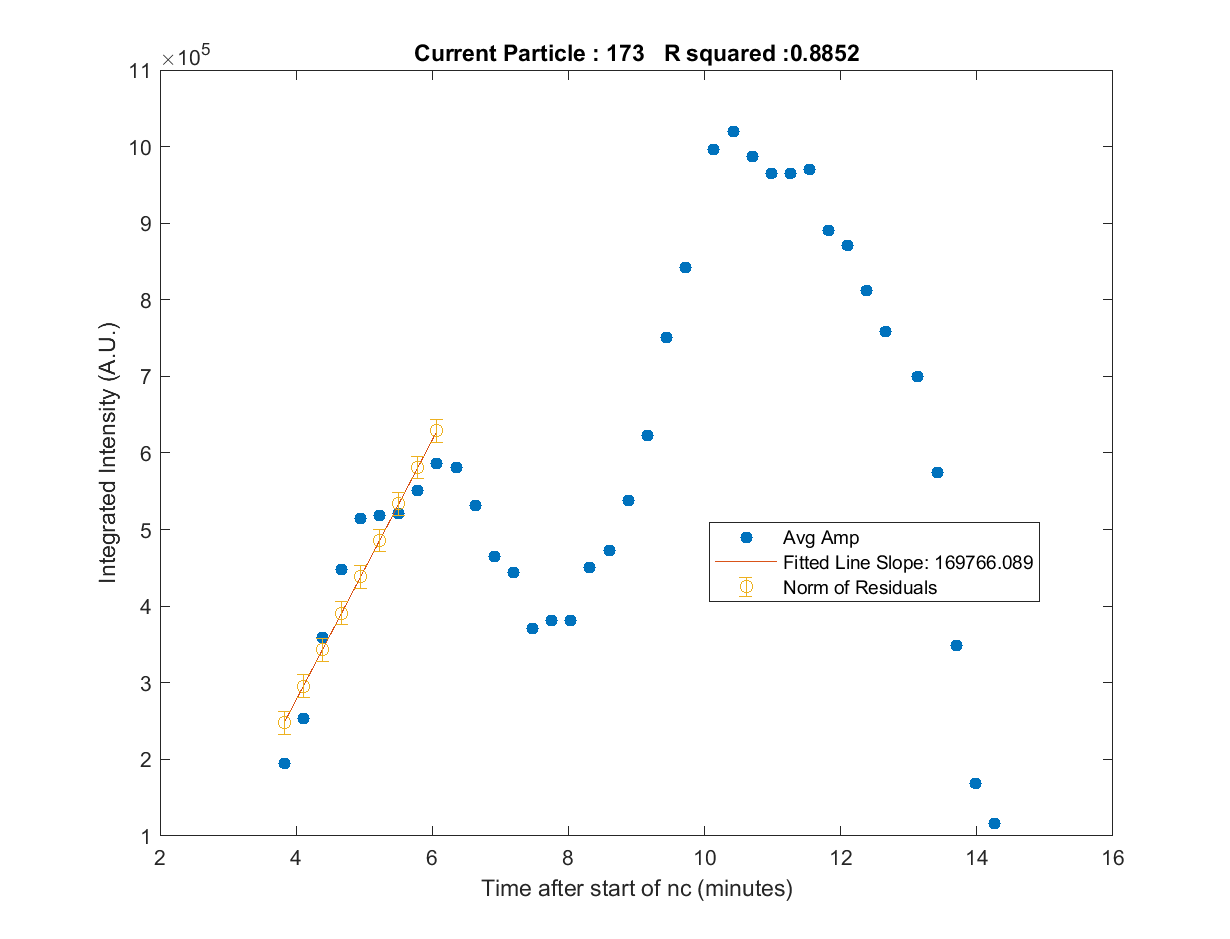 Current Particle : 173   R squared :0.8852
×10^5
11
10
9
8
7
6
5
4
3
2
1
Integrated Intensity (A.U.)
Avg Amp
Fitted Line Slope: 169766.089
Norm of Residuals
2 4 6 8 10 12 14 16
Time after start of nc (minutes)